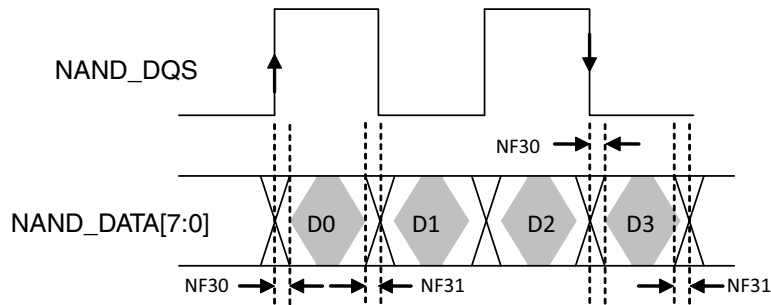 NAND_DQS
NF30
NAND_DATA[7:0]
D0
D1
D2
D3
NF30
NF31
NF31